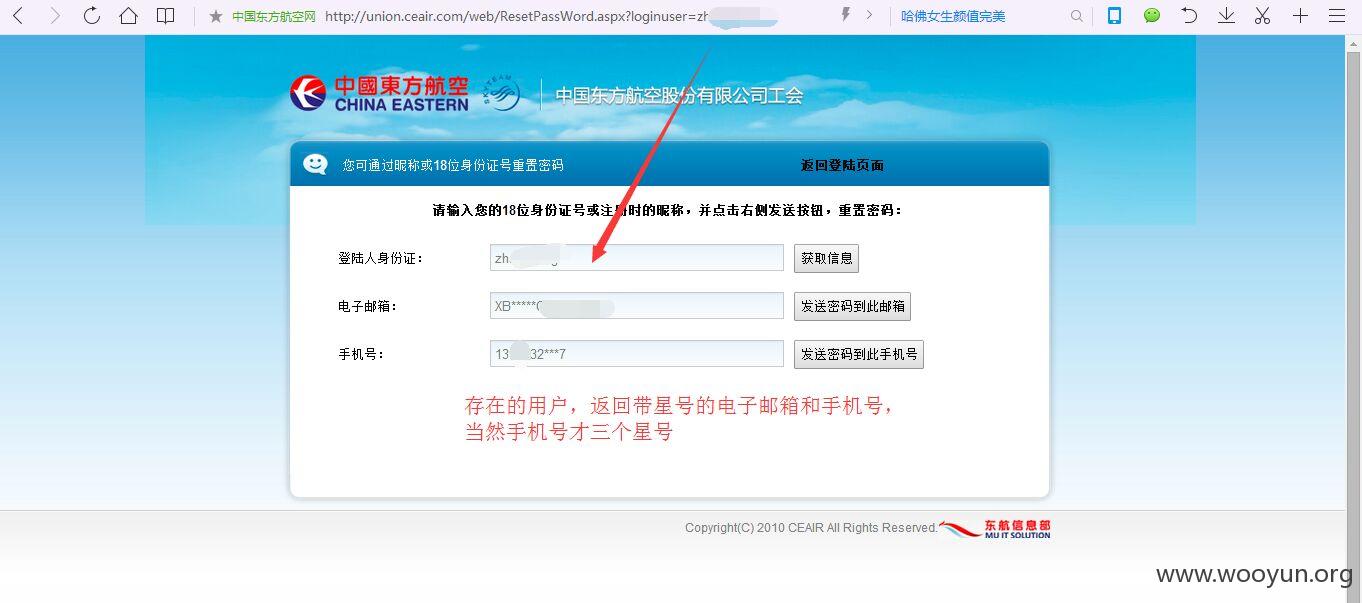 中国东方航空网 http://union.ceair.com/web/ResetPassWord.aspx?loginuser=zh 哈佛女生颜值完美
中國東方航空
CHINA EASTERN
SKYTEAM
中国东方航空股份有限公司工会
您可通过昵称或18位身份证号重置密码 返回登陆页面
请输入您的18位身份证号或注册时的昵称，并点击右侧发送按钮，重置密码：
登陆人身份证： zh 获取信息
电子邮箱： XB***** 发送密码到此邮箱
手机号： 13 32***7 发送密码到此手机号
存在的用户，返回带星号的电子邮箱和手机号，
当然手机号才三个星号
Copyright(C) 2010 CEAIR All Rights Reserved. 东航信息部
MU IT SOLUTION
www.wooyun.org